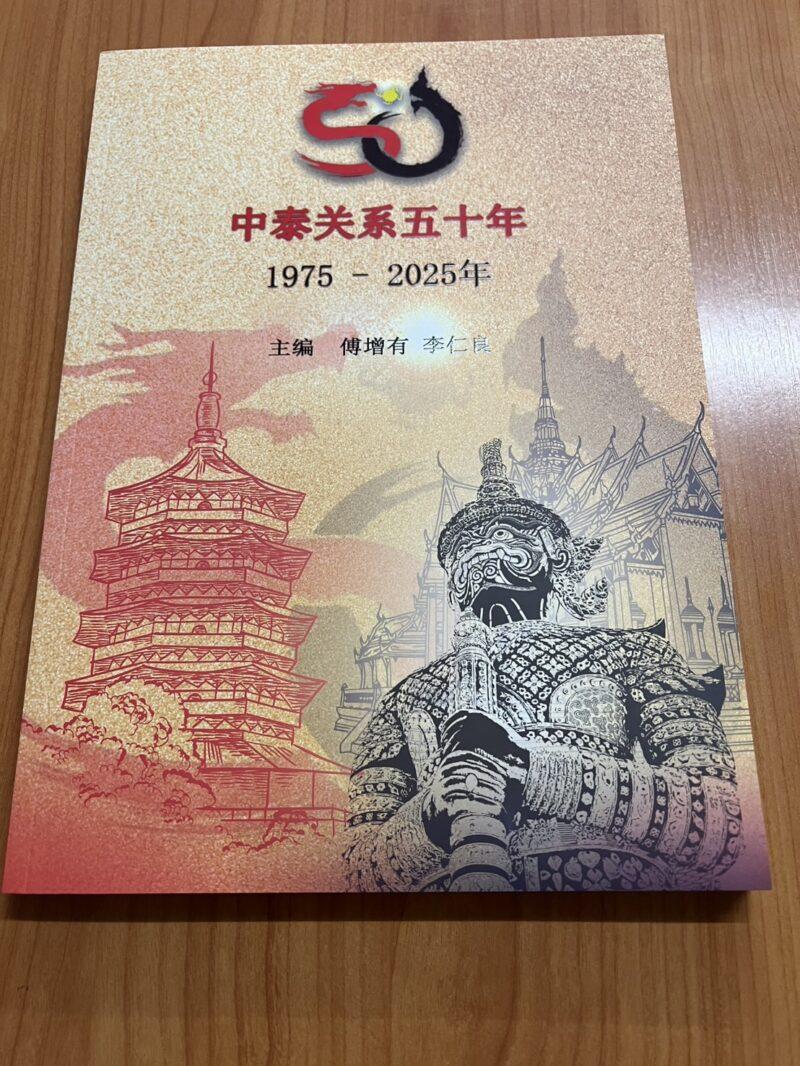 50
中泰关系五十年
1975 - 2025年
主编 傅增有 李仁良